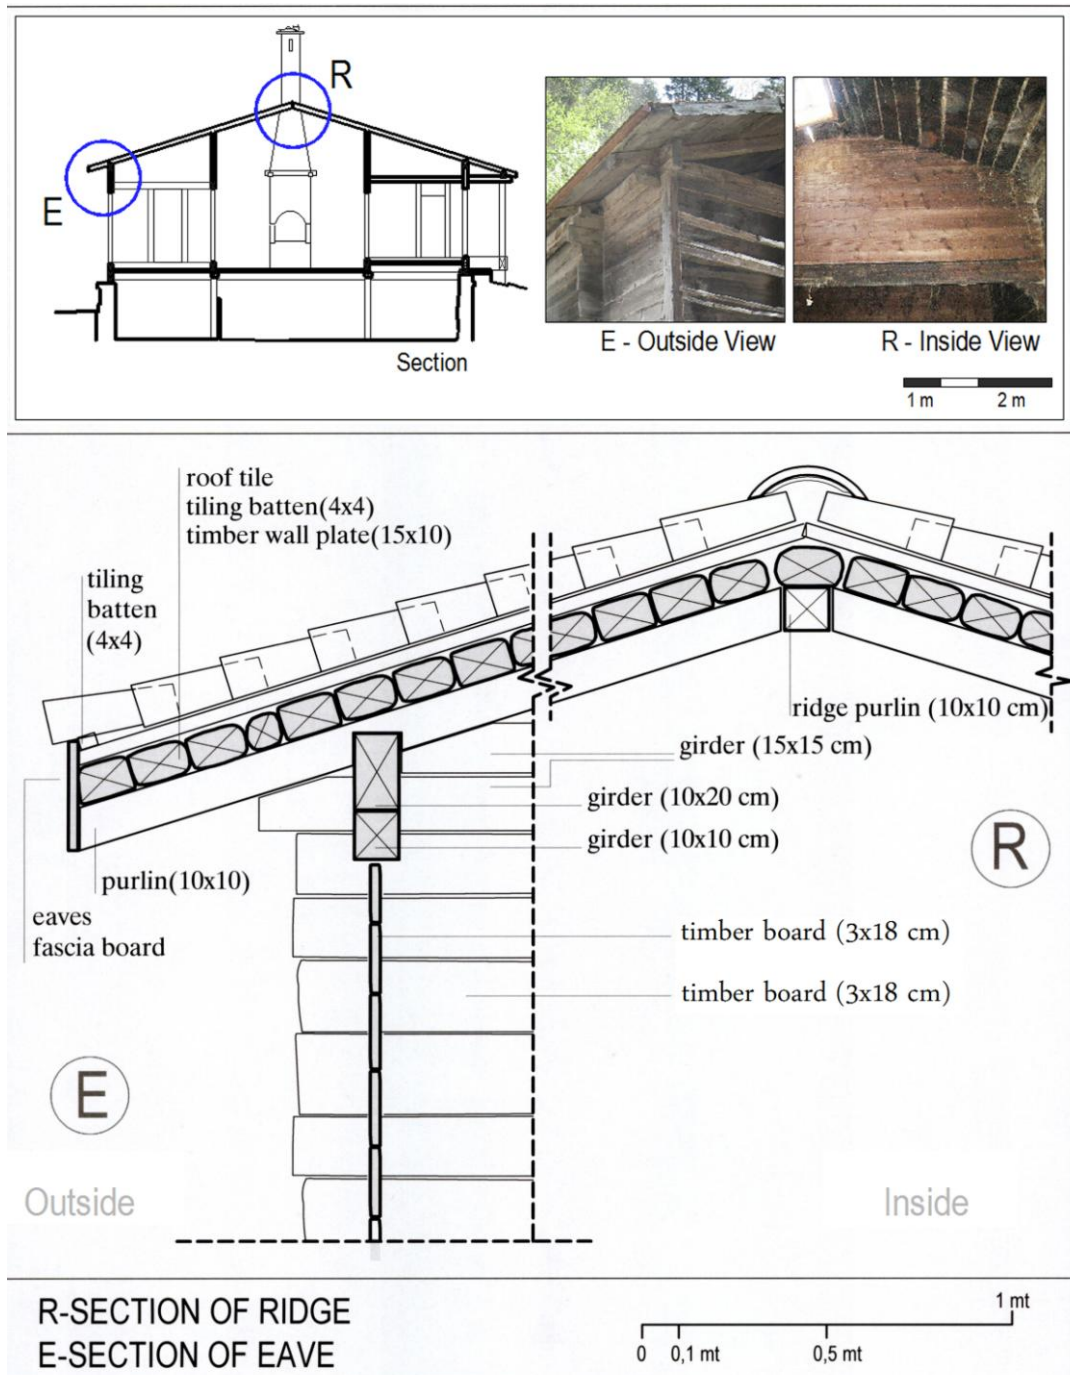 R
E
Section
E - Outside View
R - Inside View
1 m
2 m
roof tile
tiling batten(4x4)
timber wall plate(15x10)
tiling
batten
(4x4)
ridge purlin (10x10 cm)
girder (15x15 cm)
girder (10x20 cm)
girder (10x10 cm)
purlin(10x10)
eaves
fascia board
timber board (3x18 cm)
timber board (3x18 cm)
R
E
Outside
Inside
R-SECTION OF RIDGE
E-SECTION OF EAVE
1 mt
0
0,1 mt
0,5 mt